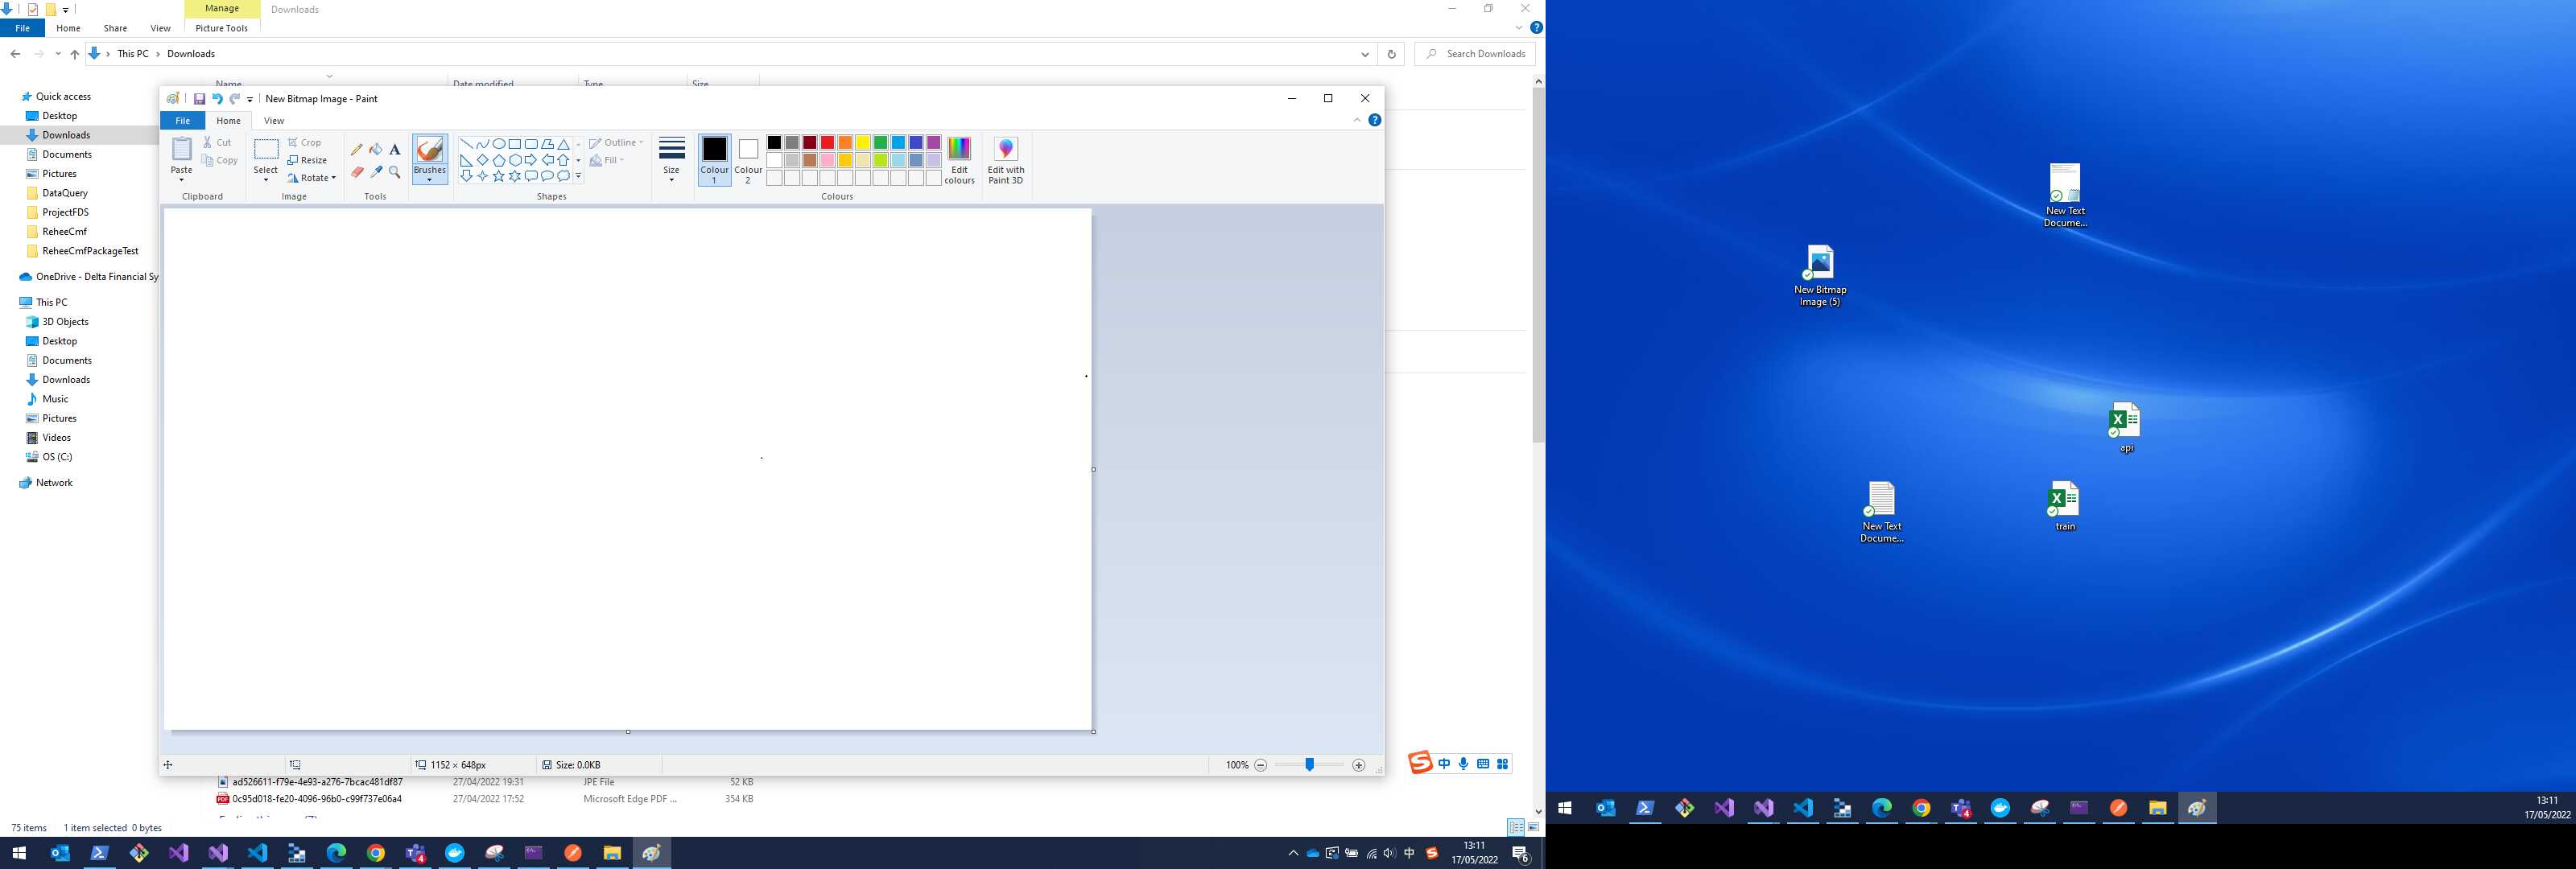 Manage
Downloads
File
Home
Share
View
Picture Tools
This PC
Downloads
Search Downloads
Name
Date modified
Type
Size
Quick access
Desktop
Downloads
Documents
Pictures
DataQuery
ProjectFDS
ReheeCmf
ReheeCmfPackageTest
OneDrive - Delta Financial Sy
This PC
3D Objects
Desktop
Documents
Downloads
Music
Pictures
Videos
OS (C:)
Network
New Bitmap Image - Paint
File
Home
View
Paste
Cut
Copy
Clipboard
Select
Crop
Resize
Rotate
Image
A
Tools
Brushes
Outline
Fill
Shapes
Size
Colour 1
Colour 2
Edit colours
Edit with Paint 3D
Colours
1152 × 648px
Size: 0.0KB
100%
中
ad526611-f79e-4e93-a276-7bcac481df87
27/04/2022 19:31
JPE File
52 KB
0c95d018-fe20-4096-96b0-c99f737e06a4
27/04/2022 17:52
Microsoft Edge PDF ...
354 KB
75 items
1 item selected 0 bytes
4
中
13:11
17/05/2022
6
New Text
Docume...
New Bitmap
Image (5)
api
New Text
Docume...
train
4
13:11
17/05/2022